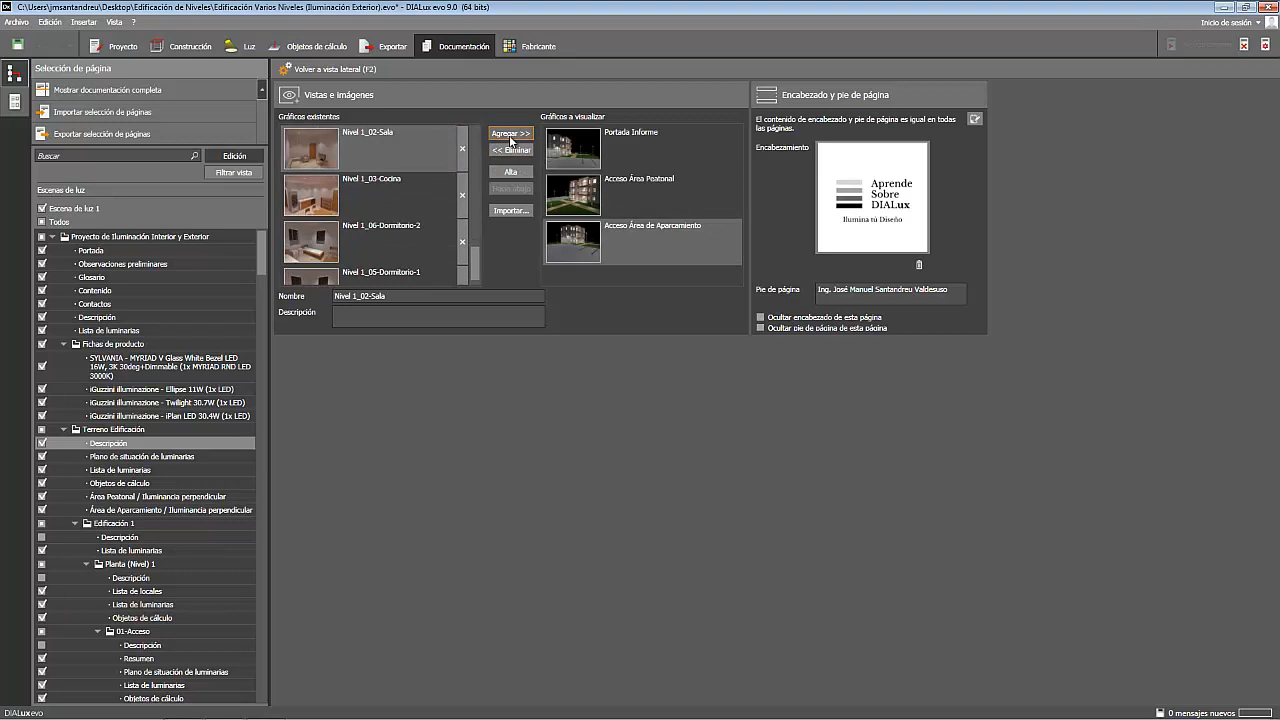 C:\Users\jmsantandreu\Desktop\Edificación de Niveles\Edificación Varios Niveles (Iluminación Exterior).evo* - DIALux evo 9.0 (64 bits)
Archivo Edición Insertar Vista ? Inicio de sesión
Proyecto Construcción Luz Objetos de cálculo Exportar Documentación Fabricante
Selección de página
Mostrar documentación completa
Importar selección de páginas
Exportar selección de páginas
Buscar Edición
Filtrar vista
Escenas de luz
Escena de luz 1
Todos
Proyecto de Iluminación Interior y Exterior
Portada
Observaciones preliminares
Glosario
Contenido
Contactos
Descripción
Lista de luminarias
Fichas de producto
SYLVANIA - MYRIAD V Glass White Bezel LED
16W, 3K 30deg+Dimmable (1x MYRIAD RND LED
3000K)
iGuzzini illuminazione - Ellipse 11W (1x LED)
iGuzzini illuminazione - Twilight 30.7W (1x LED)
iGuzzini illuminazione - iPlan LED 30.4W (1x LED)
Terreno Edificación
Descripción
Plano de situación de luminarias
Lista de luminarias
Objetos de cálculo
Área Peatonal / Iluminancia perpendicular
Área de Aparcamiento / Iluminancia perpendicular
Edificación 1
Descripción
Lista de luminarias
Planta (Nivel) 1
Descripción
Lista de locales
Lista de luminarias
Objetos de cálculo
01-Acceso
Descripción
Resumen
Plano de situación de luminarias
Lista de luminarias
Objetos de cálculo
Volver a vista lateral (F2)
Vistas e imágenes
Gráficos existentes
Nivel 1_02-Sala
Nivel 1_03-Cocina
Nivel 1_06-Dormitorio-2
Nivel 1_05-Dormitorio-1
Agregar >>
<< Eliminar
Alta
Hacia abajo
Importar...
Gráficos a visualizar
Portada Informe
Acceso Área Peatonal
Acceso Área de Aparcamiento
Nombre Nivel 1_02-Sala
Descripción
Encabezado y pie de página
El contenido de encabezado y pie de página es igual en todas
las páginas.
Encabezamiento
Aprende
Sobre
DIALux
Ilumina tú Diseño
Pie de página Ing. José Manuel Santandreu Valdesuso
Ocultar encabezado de esta página
Ocultar pie de página de esta página
DIALux evo 0 mensajes nuevos